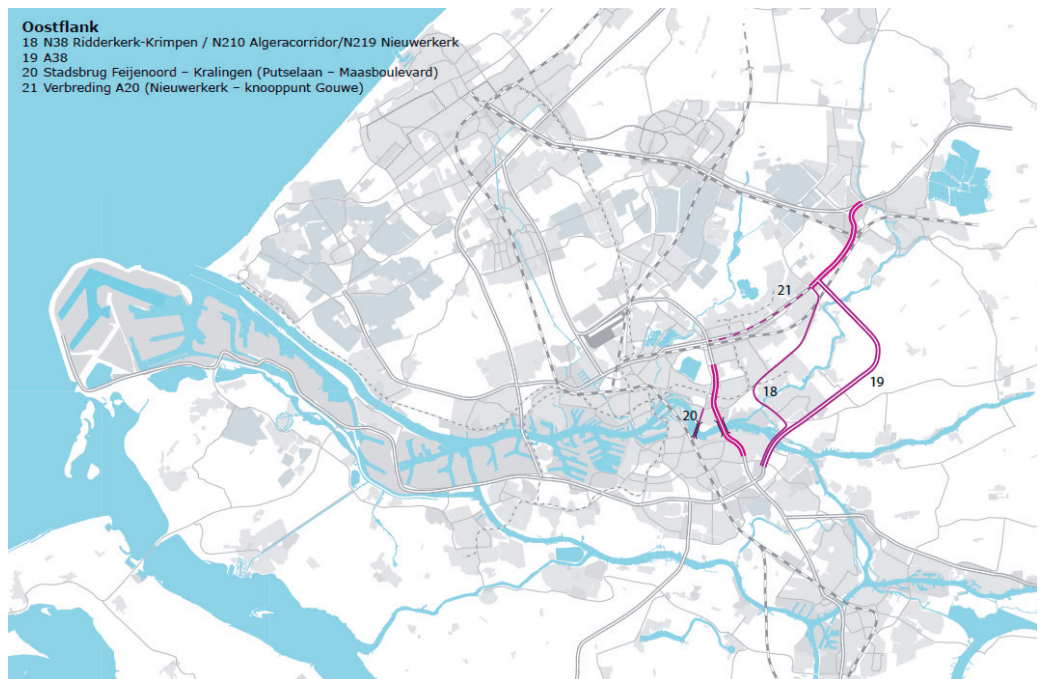 Oostflank
18 N38 Ridderkerk-Krimpen / N210 Algeracorridor/N219 Nieuwerkerk
19 A38
20 Stadsbrug Feijenoord – Kralingen (Putselaan – Maasboulevard)
21 Verbreding A20 (Nieuwerkerk – knooppunt Gouwe)
21
19
18
20